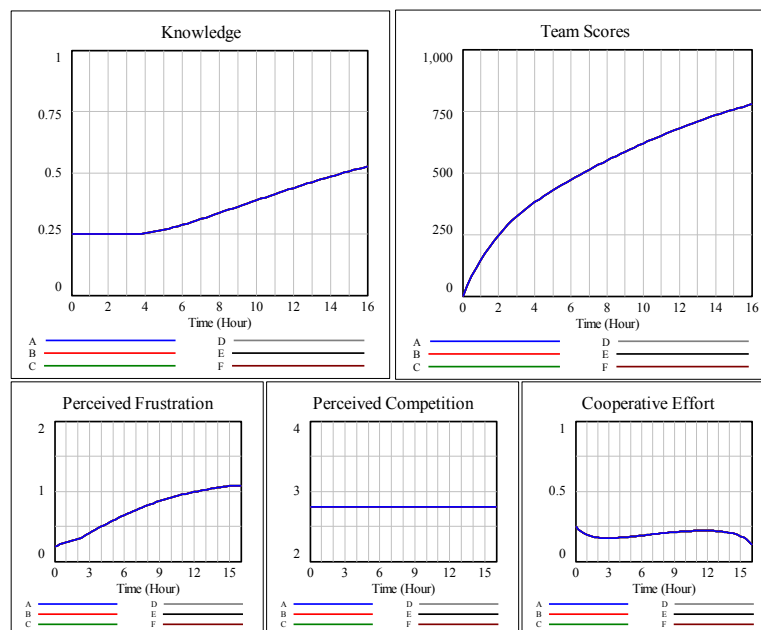 Knowledge
1
0.75
0.5
0.25
0
0 2 4 6 8 10 12 14 16
Time (Hour)
A D
B E
C F
Team Scores
1,000
750
500
250
0
0 2 4 6 8 10 12 14 16
Time (Hour)
A D
B E
C F
Perceived Frustration
2
1
0
0 3 6 9 12 15
Time (Hour)
A D
B E
C F
Perceived Competition
4
3
2
0 3 6 9 12 15
Time (Hour)
A D
B E
C F
Cooperative Effort
1
0.5
0
0 3 6 9 12 15
Time (Hour)
A D
B E
C F